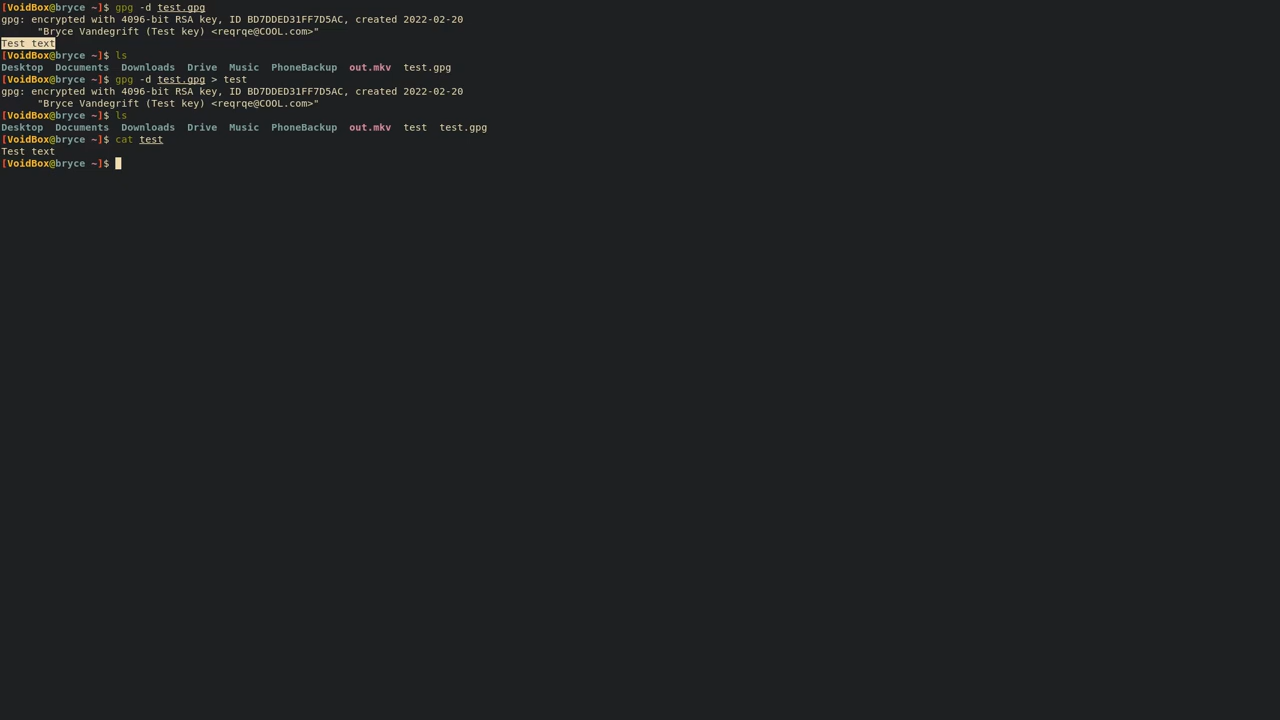 [VoidBox@bryce ~]$ gpg -d test.gpg
gpg: encrypted with 4096-bit RSA key, ID BD7DDED31FF7D5AC, created 2022-02-20
      "Bryce Vandegrift (Test key) <reqrqe@COOL.com>"
Test text
[VoidBox@bryce ~]$ ls
Desktop  Documents  Downloads  Drive  Music  PhoneBackup  out.mkv  test.gpg
[VoidBox@bryce ~]$ gpg -d test.gpg > test
gpg: encrypted with 4096-bit RSA key, ID BD7DDED31FF7D5AC, created 2022-02-20
      "Bryce Vandegrift (Test key) <reqrqe@COOL.com>"
[VoidBox@bryce ~]$ ls
Desktop  Documents  Downloads  Drive  Music  PhoneBackup  out.mkv  test  test.gpg
[VoidBox@bryce ~]$ cat test
Test text
[VoidBox@bryce ~]$